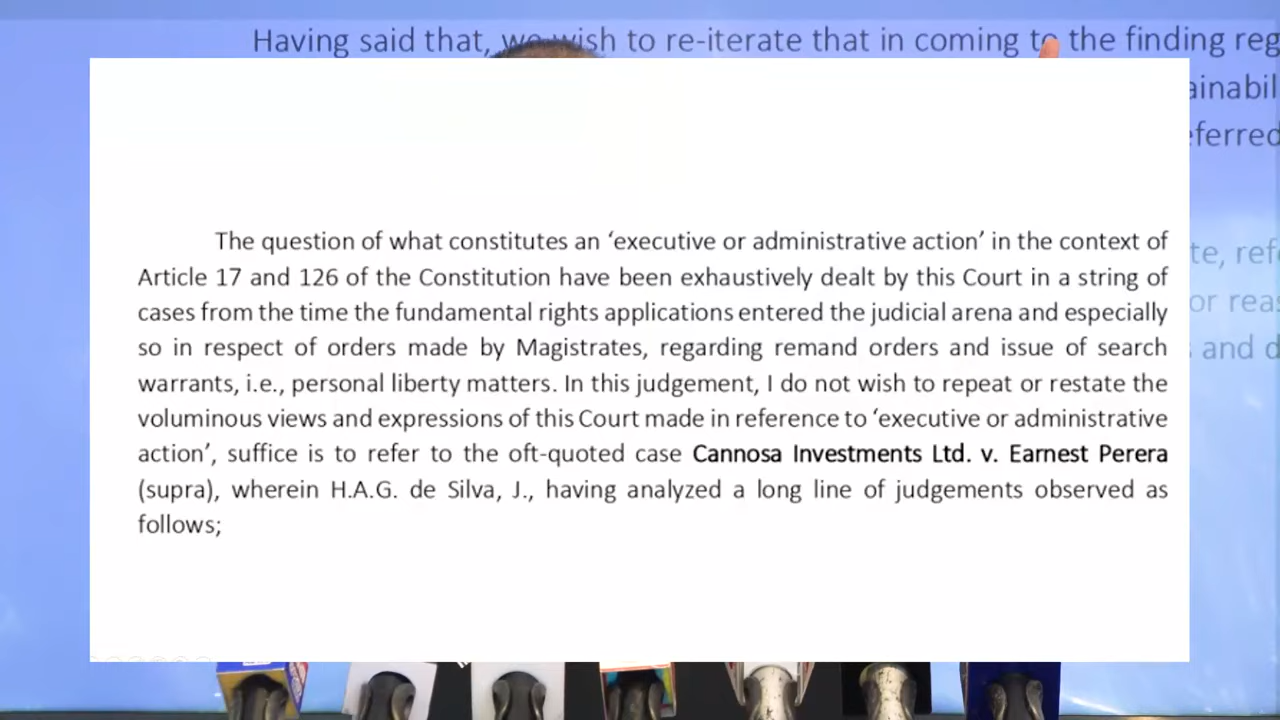 Having said that, we wish to re-iterate that in coming to the finding reg
ainabil
eferred
The question of what constitutes an ‘executive or administrative action’ in the context of
Article 17 and 126 of the Constitution have been exhaustively dealt by this Court in a string of
cases from the time the fundamental rights applications entered the judicial arena and especially
so in respect of orders made by Magistrates, regarding remand orders and issue of search
warrants, i.e., personal liberty matters. In this judgement, I do not wish to repeat or restate the
voluminous views and expressions of this Court made in reference to ‘executive or administrative
action’, suffice is to refer to the oft-quoted case Cannosa Investments Ltd. v. Earnest Perera
(supra), wherein H.A.G. de Silva, J., having analyzed a long line of judgements observed as
follows;
te, ref
or rea
and d